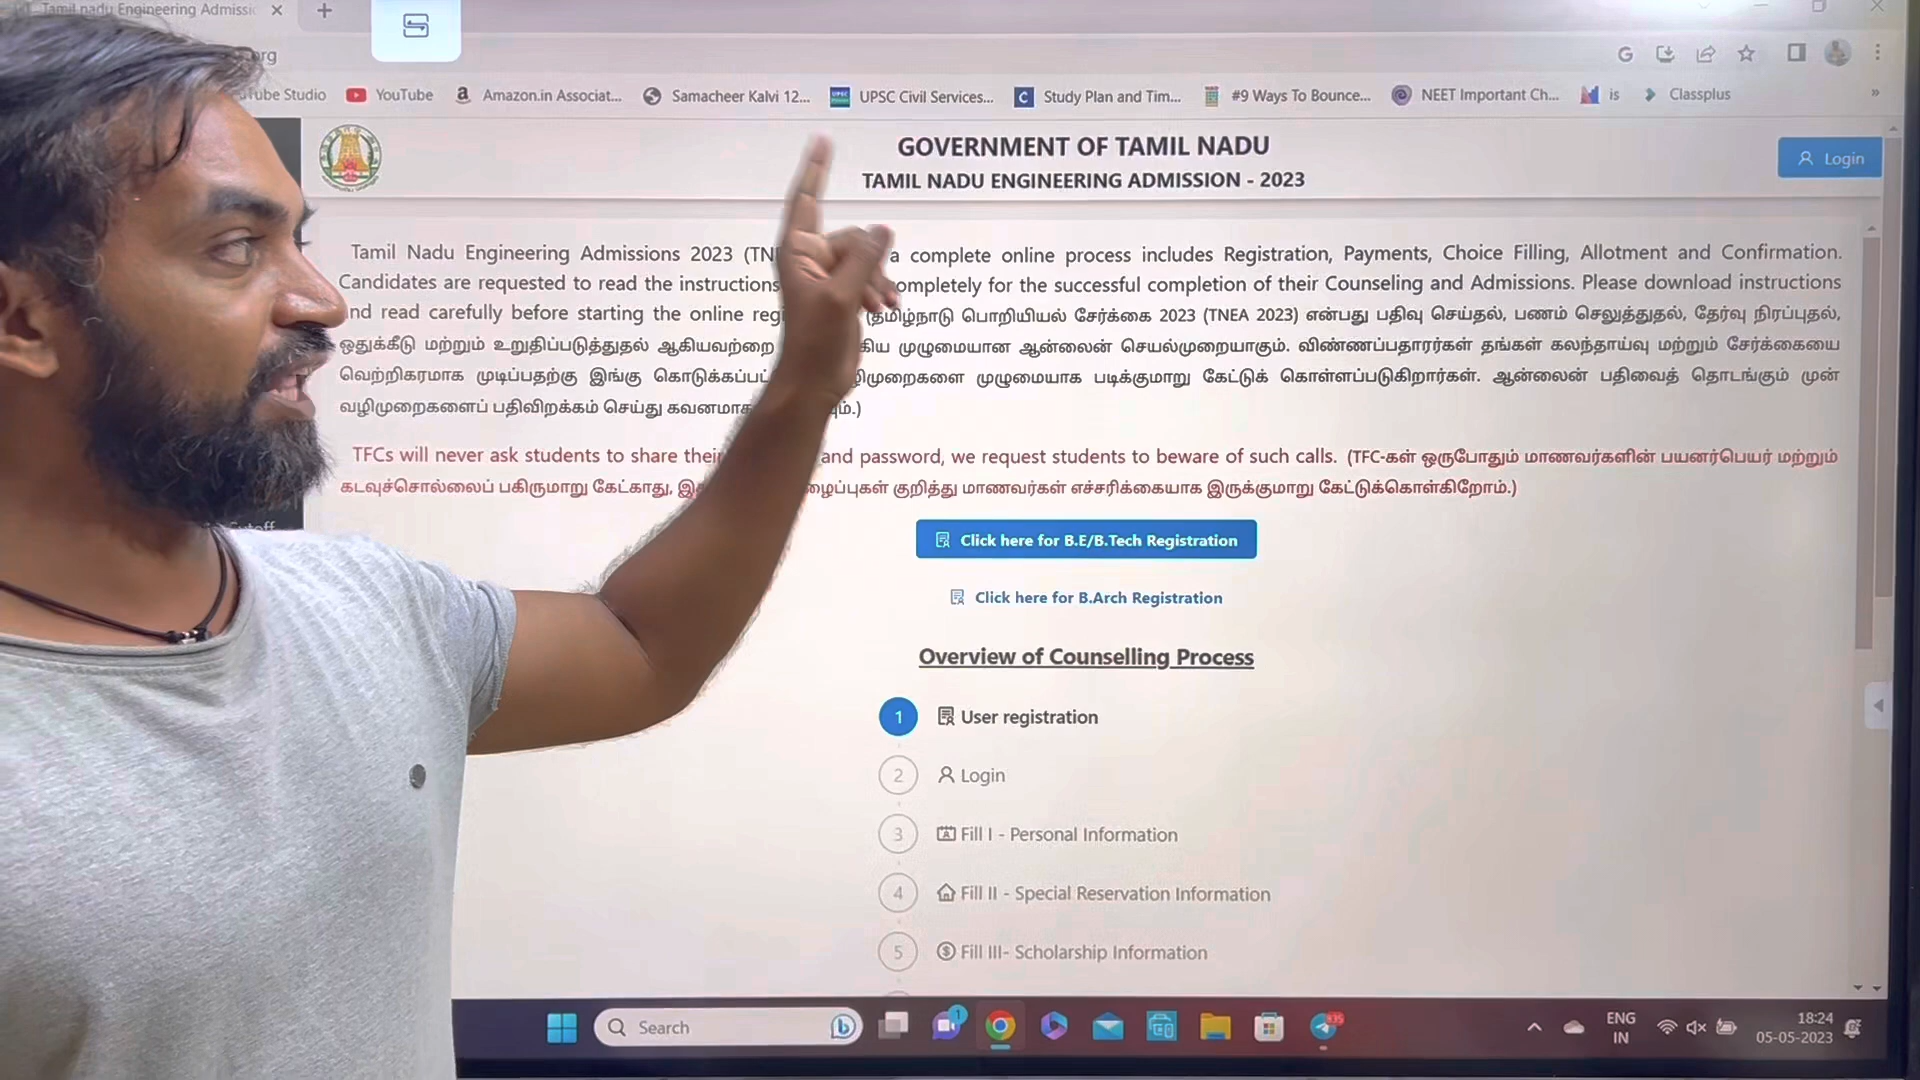 Tamil nadu Engineering Admissi
org
Tube Studio YouTube Amazon.in Associat... Samacheer Kalvi 12... UPSC Civil Services... Study Plan and Tim... #9 Ways To Bounce... NEET Important Ch... is Classplus »
GOVERNMENT OF TAMIL NADU
TAMIL NADU ENGINEERING ADMISSION - 2023
Login
Tamil Nadu Engineering Admissions 2023 (TNE a complete online process includes Registration, Payments, Choice Filling, Allotment and Confirmation.
Candidates are requested to read the instructions ompletely for the successful completion of their Counseling and Admissions. Please download instructions
nd read carefully before starting the online reg (தமிழ்நாடு பொறியியல் சேர்க்கை 2023 (TNEA 2023) என்பது பதிவு செய்தல், பணம் செலுத்துதல், தேர்வு நிரப்புதல்,
ஒதுக்கீடு மற்றும் உறுதிப்படுத்துதல் ஆகியவற்றை கிய முழுமையான ஆன்லைன் செயல்முறையாகும். விண்ணப்பதாரர்கள் தங்கள் கலந்தாய்வு மற்றும் சேர்க்கையை
வெற்றிகரமாக முடிப்பதற்கு இங்கு கொடுக்கப்பட் ழிமுறைகளை முழுமையாக படிக்குமாறு கேட்டுக் கொள்ளப்படுகிறார்கள். ஆன்லைன் பதிவைத் தொடங்கும் முன்
வழிமுறைகளைப் பதிவிறக்கம் செய்து கவனமாக ும்.)
TFCs will never ask students to share their and password, we request students to beware of such calls. (TFC-கள் ஒருபோதும் மாணவர்களின் பயனர்பெயர் மற்றும்
கடவுச்சொல்லைப் பகிருமாறு கேட்காது, இத ழைப்புகள் குறித்து மாணவர்கள் எச்சரிக்கையாக இருக்குமாறு கேட்டுக்கொள்கிறோம்.)
Cutoff
Click here for B.E/B.Tech Registration
Click here for B.Arch Registration
Overview of Counselling Process
1 User registration
2 Login
3 Fill I - Personal Information
4 Fill II - Special Reservation Information
5 Fill III- Scholarship Information
Search
ENG
IN
18:24
05-05-2023